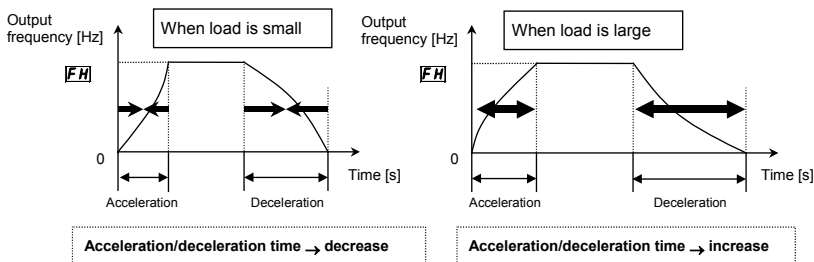 Output
frequency [Hz]
When load is small
FH
0
Time [s]
Acceleration
Deceleration
Acceleration/deceleration time → decrease
Output
frequency [Hz]
When load is large
FH
0
Time [s]
Acceleration
Deceleration
Acceleration/deceleration time → increase